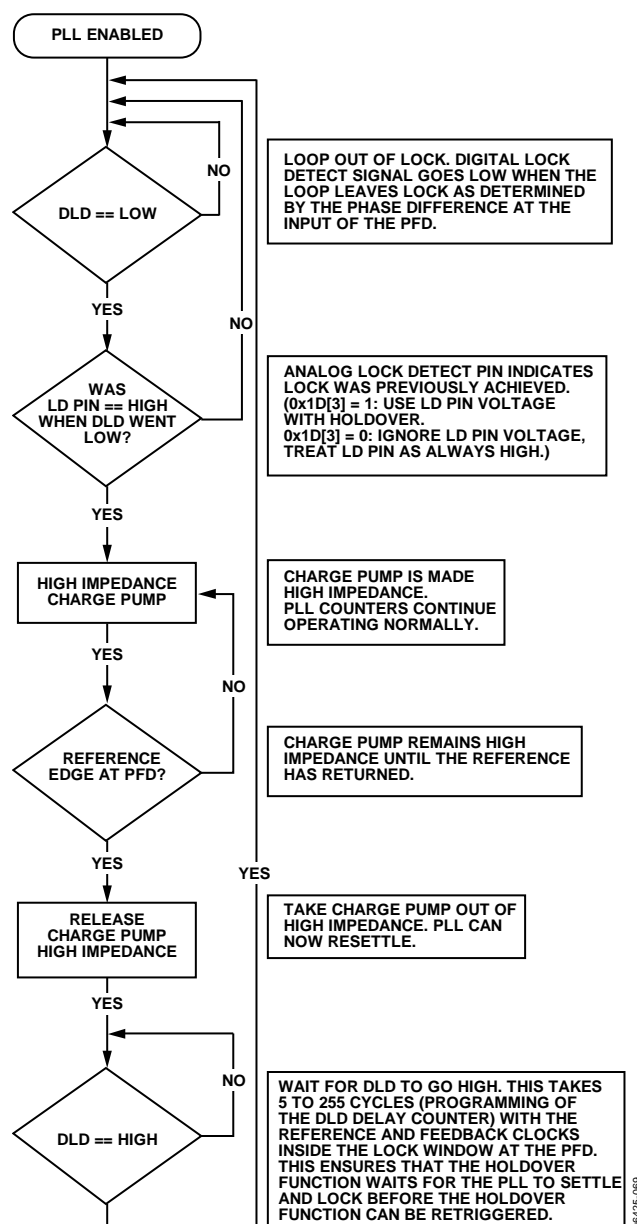 PLL ENABLED
NO
DLD == LOW
LOOP OUT OF LOCK. DIGITAL LOCK
DETECT SIGNAL GOES LOW WHEN THE
LOOP LEAVES LOCK AS DETERMINED
BY THE PHASE DIFFERENCE AT THE
INPUT OF THE PFD.
YES
NO
WAS
LD PIN == HIGH
WHEN DLD WENT
LOW?
ANALOG LOCK DETECT PIN INDICATES
LOCK WAS PREVIOUSLY ACHIEVED.
(0x1D[3] = 1: USE LD PIN VOLTAGE
WITH HOLDOVER.
0x1D[3] = 0: IGNORE LD PIN VOLTAGE,
TREAT LD PIN AS ALWAYS HIGH.)
YES
HIGH IMPEDANCE
CHARGE PUMP
CHARGE PUMP IS MADE
HIGH IMPEDANCE.
PLL COUNTERS CONTINUE
OPERATING NORMALLY.
YES
NO
REFERENCE
EDGE AT PFD?
CHARGE PUMP REMAINS HIGH
IMPEDANCE UNTIL THE REFERENCE
HAS RETURNED.
YES
YES
RELEASE
CHARGE PUMP
HIGH IMPEDANCE
TAKE CHARGE PUMP OUT OF
HIGH IMPEDANCE. PLL CAN
NOW RESETTLE.
YES
NO
DLD == HIGH
WAIT FOR DLD TO GO HIGH. THIS TAKES
5 TO 255 CYCLES (PROGRAMMING OF
THE DLD DELAY COUNTER) WITH THE
REFERENCE AND FEEDBACK CLOCKS
INSIDE THE LOCK WINDOW AT THE PFD.
THIS ENSURES THAT THE HOLDOVER
FUNCTION WAITS FOR THE PLL TO SETTLE
AND LOCK BEFORE THE HOLDOVER
FUNCTION CAN BE RETRIGGERED.